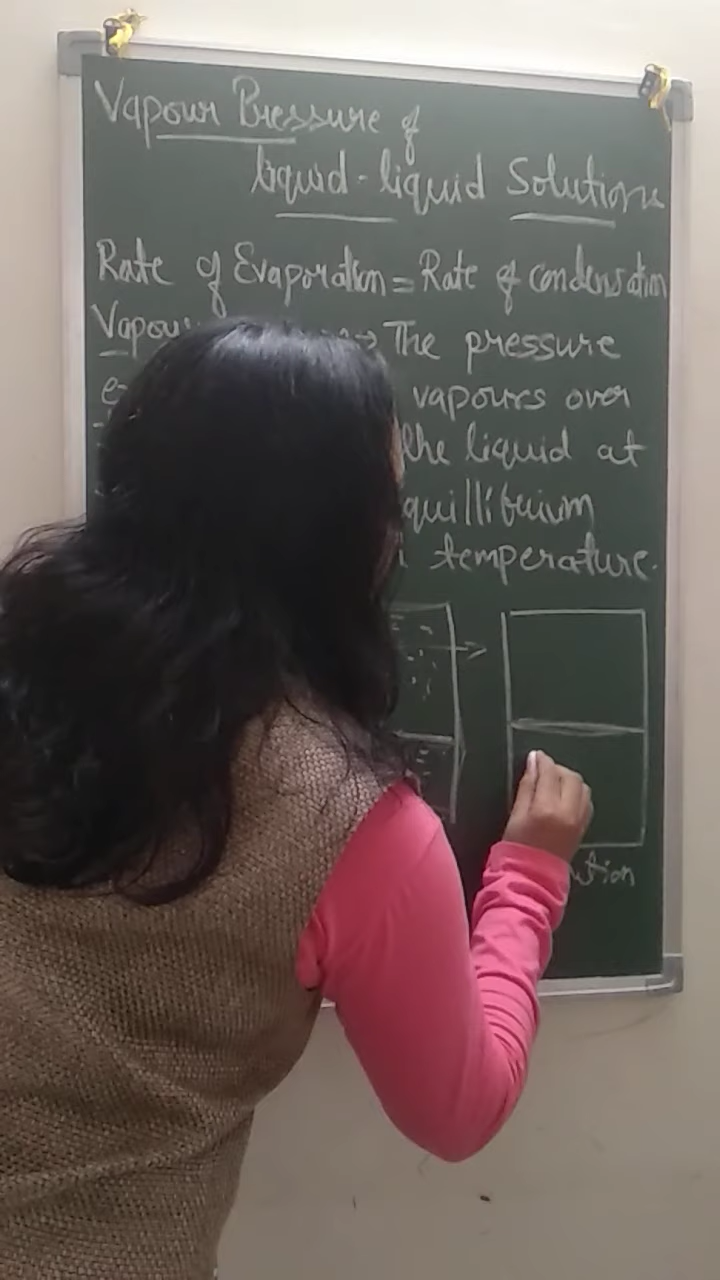 Vapour Pressure of
liquid-liquid Solutions
Rate of Evaporation = Rate of condensation
Vapou → The pressure
vapours over
the liquid at
quillibrium
temperature.
ution